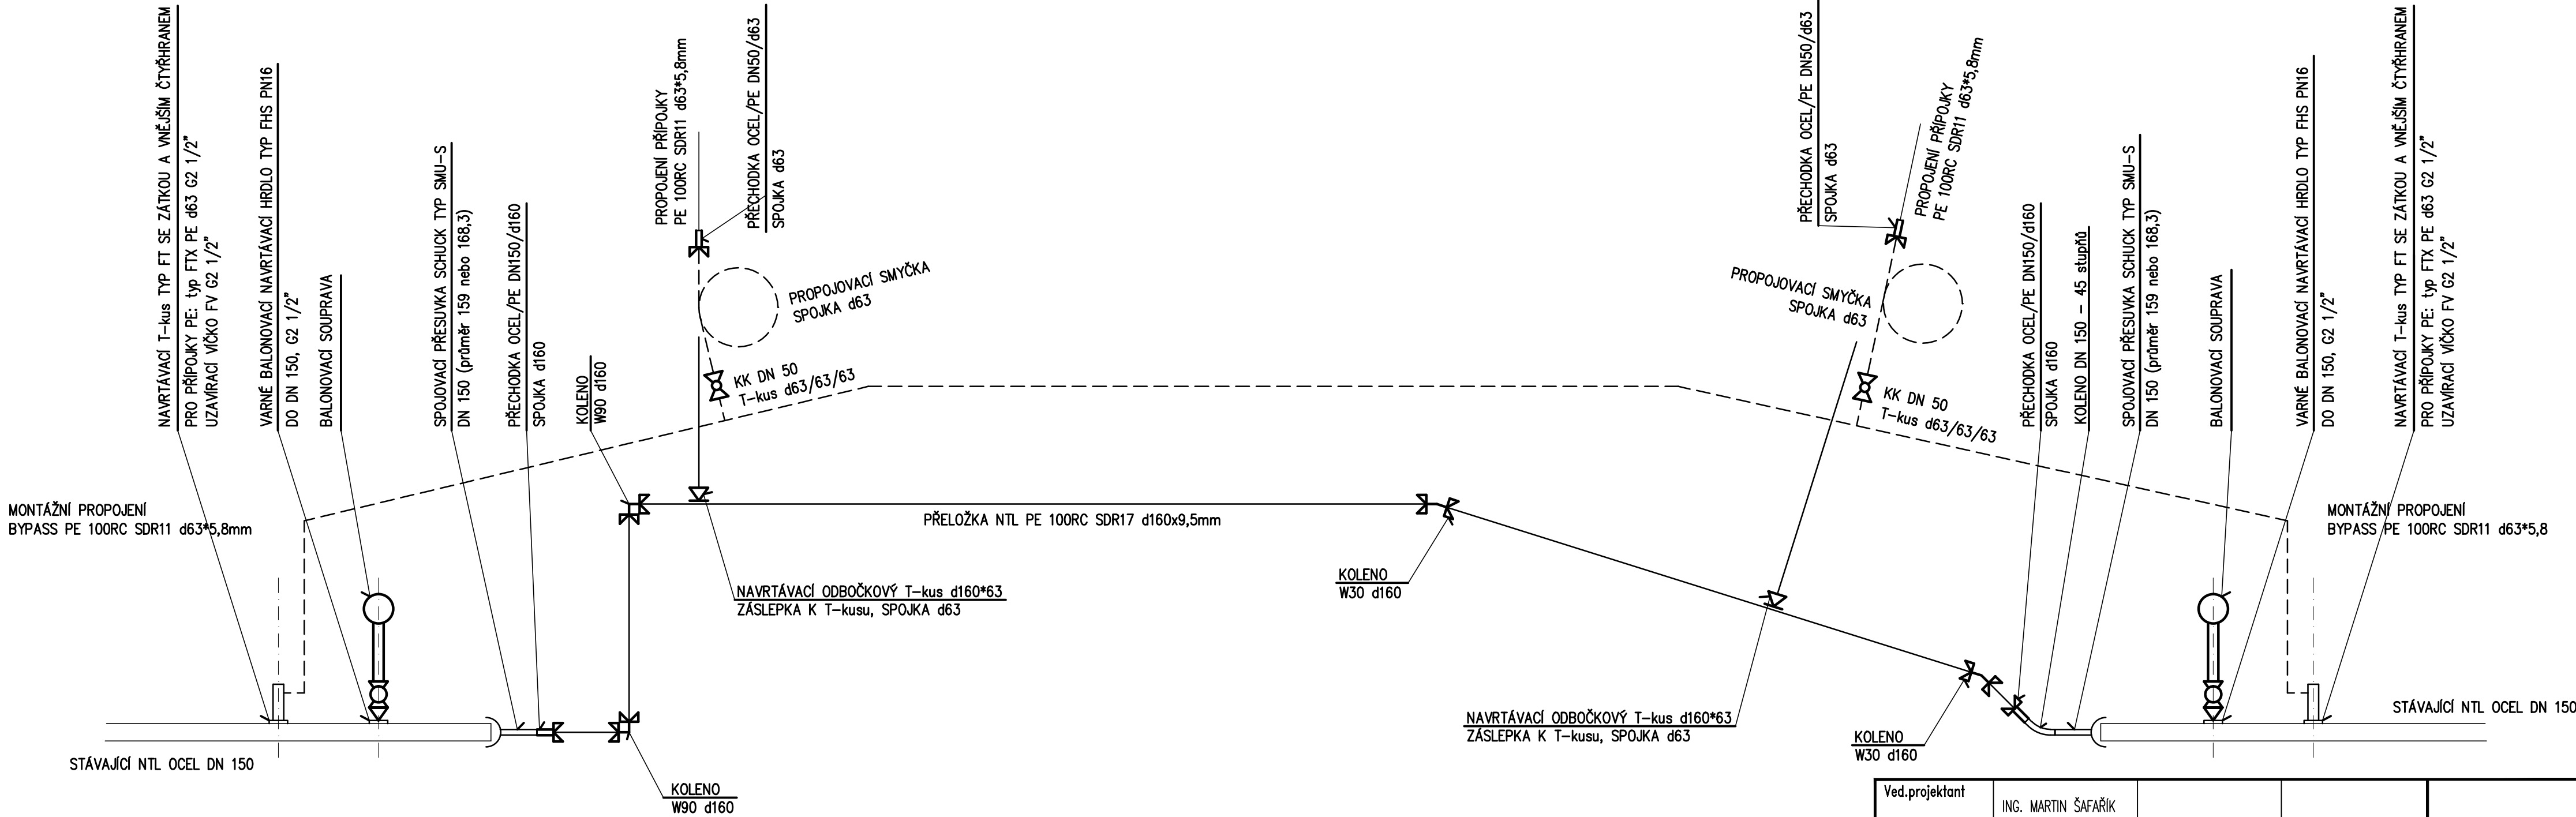 NAVRTÁVACÍ T-kus TYP FT SE ZÁTKOU A VNĚJŠÍM ČTYŘHRANEM
PRO PŘÍPOJKY PE: typ FTX PE d63 G2 1/2"
UZAVÍRACÍ VÍČKO FV G2 1/2"
VARNÉ BALONOVACÍ NAVRTÁVACÍ HRDLO TYP FHS PN16
DO DN 150, G2 1/2"
BALONOVACÍ SOUPRAVA
SPOJOVACÍ PŘESUVKA SCHUCK TYP SMU-S
DN 150 (průměr 159 nebo 168,3)
PŘECHODKA OCEL/PE DN150/d160
SPOJKA d160
KOLENO
W90 d160
PROPOJENÍ PŘÍPOJKY
PE 100RC SDR11 d63*5,8mm
PŘECHODKA OCEL/PE DN50/d63
SPOJKA d63
PROPOJOVACÍ SMYČKA
SPOJKA d63
KK DN 50
T-kus d63/63/63
PŘECHODKA OCEL/PE DN50/d63
SPOJKA d63
PROPOJENÍ PŘÍPOJKY
PE 100RC SDR11 d63*5,8mm
PROPOJOVACÍ SMYČKA
SPOJKA d63
KK DN 50
T-kus d63/63/63
PŘECHODKA OCEL/PE DN150/d160
SPOJKA d160
KOLENO DN 150 - 45 stupňů
SPOJOVACÍ PŘESUVKA SCHUCK TYP SMU-S
DN 150 (průměr 159 nebo 168,3)
BALONOVACÍ SOUPRAVA
VARNÉ BALONOVACÍ NAVRTÁVACÍ HRDLO TYP FHS PN16
DO DN 150, G2 1/2"
NAVRTÁVACÍ T-kus TYP FT SE ZÁTKOU A VNĚJŠÍM ČTYŘHRANEM
PRO PŘÍPOJKY PE: typ FTX PE d63 G2 1/2"
UZAVÍRACÍ VÍČKO FV G2 1/2"
MONTÁŽNÍ PROPOJENÍ
BYPASS PE 100RC SDR11 d63*5,8mm
PŘELOŽKA NTL PE 100RC SDR17 d160x9,5mm
MONTÁŽNÍ PROPOJENÍ
BYPASS PE 100RC SDR11 d63*5,8
NAVRTÁVACÍ ODBOČKOVÝ T-kus d160*63
ZÁSLEPKA K T-kusu, SPOJKA d63
KOLENO
W30 d160
NAVRTÁVACÍ ODBOČKOVÝ T-kus d160*63
ZÁSLEPKA K T-kusu, SPOJKA d63
KOLENO
W30 d160
STÁVAJÍCÍ NTL OCEL DN 150
STÁVAJÍCÍ NTL OCEL DN 150
KOLENO
W90 d160
Ved.projektant
ING. MARTIN ŠAFAŘÍK